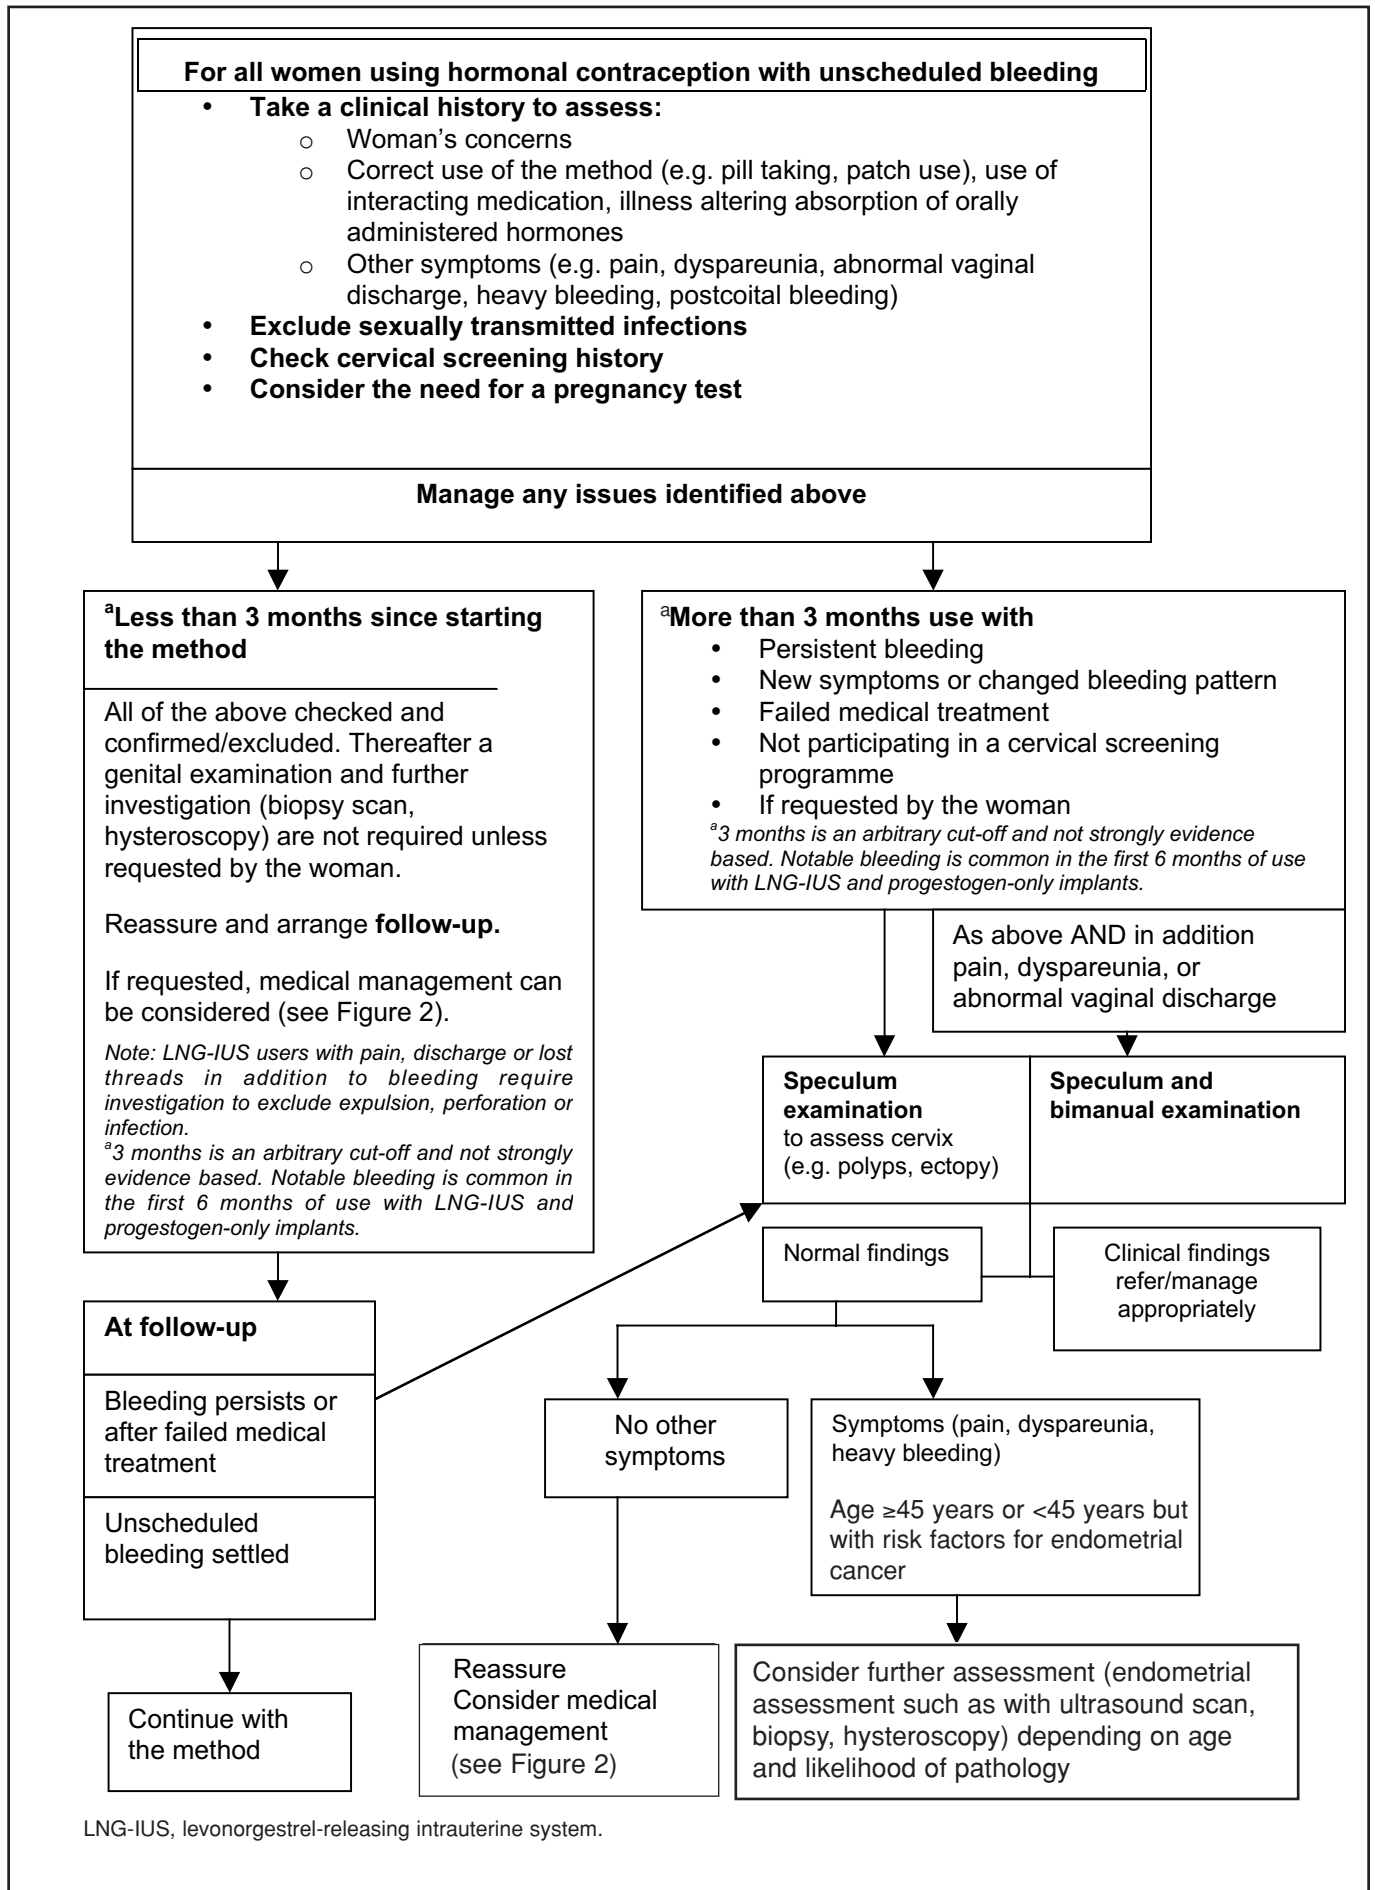 For all women using hormonal contraception with unscheduled bleeding
• Take a clinical history to assess:
o Woman’s concerns
o Correct use of the method (e.g. pill taking, patch use), use of
interacting medication, illness altering absorption of orally
administered hormones
o Other symptoms (e.g. pain, dyspareunia, abnormal vaginal
discharge, heavy bleeding, postcoital bleeding)
• Exclude sexually transmitted infections
• Check cervical screening history
• Consider the need for a pregnancy test
Manage any issues identified above
aLess than 3 months since starting
the method
All of the above checked and
confirmed/excluded. Thereafter a
genital examination and further
investigation (biopsy scan,
hysteroscopy) are not required unless
requested by the woman.
Reassure and arrange follow-up.
If requested, medical management can
be considered (see Figure 2).
Note: LNG-IUS users with pain, discharge or lost
threads in addition to bleeding require
investigation to exclude expulsion, perforation or
infection.
a3 months is an arbitrary cut-off and not strongly
evidence based. Notable bleeding is common in
the first 6 months of use with LNG-IUS and
progestogen-only implants.
aMore than 3 months use with
• Persistent bleeding
• New symptoms or changed bleeding pattern
• Failed medical treatment
• Not participating in a cervical screening
programme
• If requested by the woman
a3 months is an arbitrary cut-off and not strongly evidence
based. Notable bleeding is common in the first 6 months of use
with LNG-IUS and progestogen-only implants.
As above AND in addition
pain, dyspareunia, or
abnormal vaginal discharge
Speculum
examination
to assess cervix
(e.g. polyps, ectopy)
Speculum and
bimanual examination
Normal findings
Clinical findings
refer/manage
appropriately
At follow-up
Bleeding persists or
after failed medical
treatment
Unscheduled
bleeding settled
No other
symptoms
Symptoms (pain, dyspareunia,
heavy bleeding)
Age ≥45 years or <45 years but
with risk factors for endometrial
cancer
Continue with
the method
Reassure
Consider medical
management
(see Figure 2)
Consider further assessment (endometrial
assessment such as with ultrasound scan,
biopsy, hysteroscopy) depending on age
and likelihood of pathology
LNG-IUS, levonorgestrel-releasing intrauterine system.